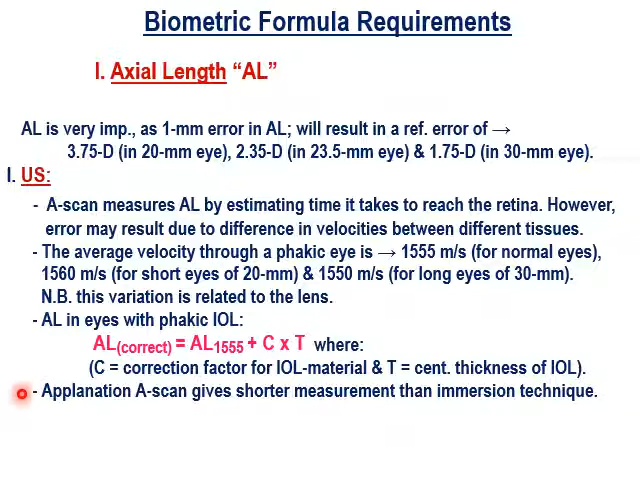 Biometric Formula Requirements
I. Axial Length “AL”
AL is very imp., as 1-mm error in AL; will result in a ref. error of →
3.75-D (in 20-mm eye), 2.35-D (in 23.5-mm eye) & 1.75-D (in 30-mm eye).
I. US:
- A-scan measures AL by estimating time it takes to reach the retina. However,
error may result due to difference in velocities between different tissues.
- The average velocity through a phakic eye is → 1555 m/s (for normal eyes),
1560 m/s (for short eyes of 20-mm) & 1550 m/s (for long eyes of 30-mm).
N.B. this variation is related to the lens.
- AL in eyes with phakic IOL:
AL(correct) = AL1555 + C x T where:
(C = correction factor for IOL-material & T = cent. thickness of IOL).
- Applanation A-scan gives shorter measurement than immersion technique.